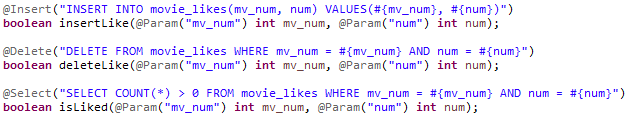 @Insert("INSERT INTO movie_likes(mv_num, num) VALUES(#{mv_num}, #{num})")
boolean insertLike(@Param("mv_num") int mv_num, @Param("num") int num);
@Delete("DELETE FROM movie_likes WHERE mv_num = #{mv_num} AND num = #{num}")
boolean deleteLike(@Param("mv_num") int mv_num, @Param("num") int num);
@Select("SELECT COUNT(*) > 0 FROM movie_likes WHERE mv_num = #{mv_num} AND num = #{num}")
boolean isLiked(@Param("mv_num") int mv_num, @Param("num") int num);